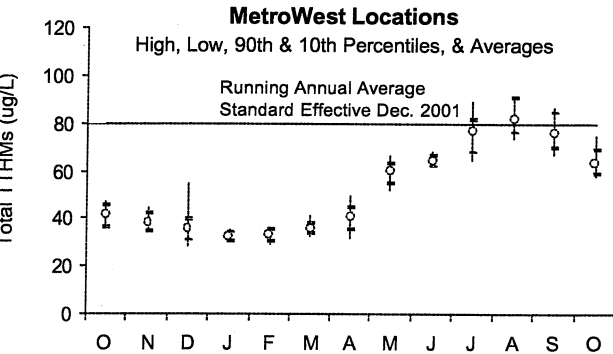 MetroWest Locations
High, Low, 90th & 10th Percentiles, & Averages
Running Annual Average
Standard Effective Dec. 2001
Total TTHMs (ug/L)
120
100
80
60
40
20
0
O N D J F M A M J J A S O